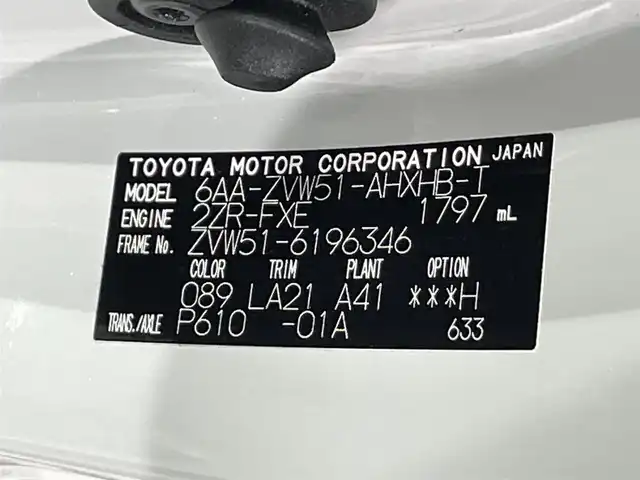 TOYOTA MOTOR CORPORATION JAPAN
MODEL 6AA-ZVW51-AHXHB-T
ENGINE 2ZR-FXE 1797 mL
FRAME No. ZVW51-6196346
COLOR TRIM PLANT OPTION
089 LA21 A41 ***H
TRANS./AXLE P610 -01A 633